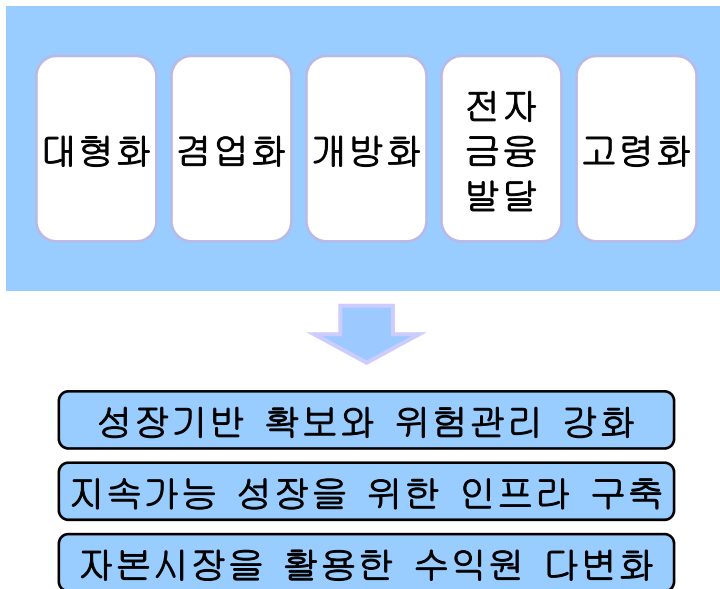 대형화
겸업화
개방화
전자
금융
발달
고령화
성장기반 확보와 위험관리 강화
지속가능 성장을 위한 인프라 구축
자본시장을 활용한 수익원 다변화